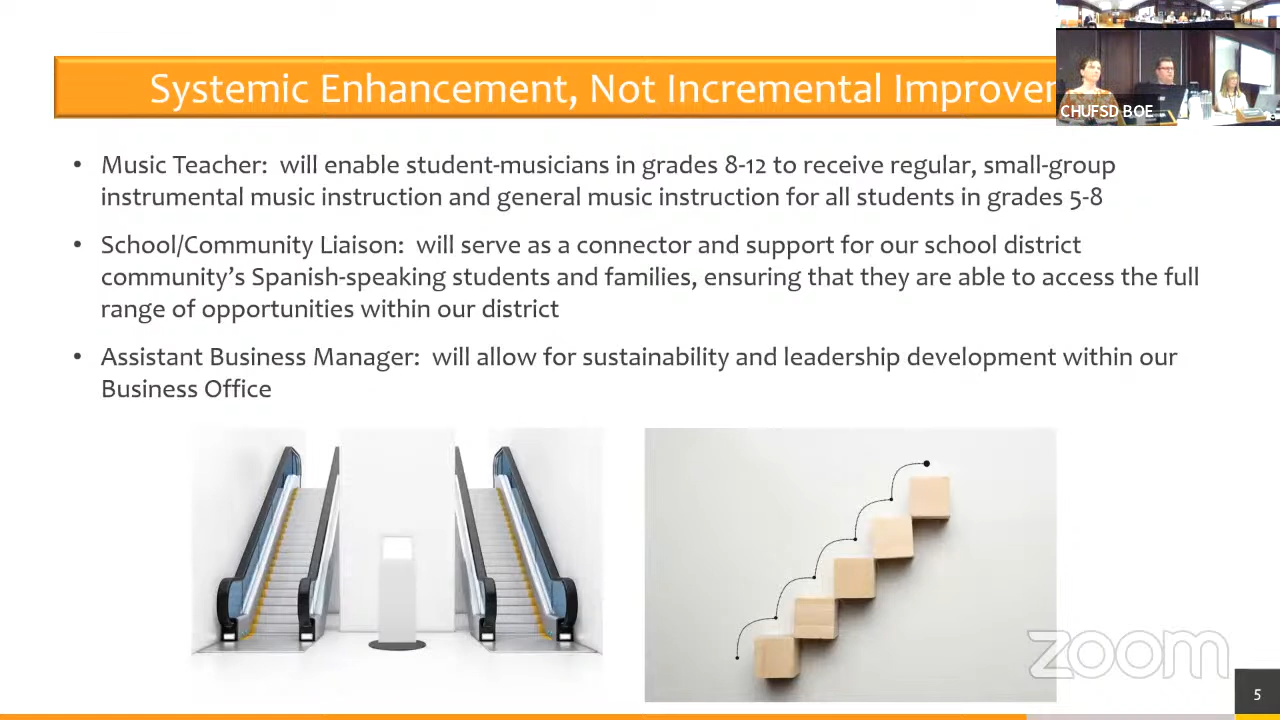 Systemic Enhancement, Not Incremental
CHUFSD BOE
• Music Teacher: will enable student-musicians in grades 8-12 to receive regular, small-group
instrumental music instruction and general music instruction for all students in grades 5-8
• School/Community Liaison: will serve as a connector and support for our school district
community’s Spanish-speaking students and families, ensuring that they are able to access the full
range of opportunities within our district
• Assistant Business Manager: will allow for sustainability and leadership development within our
Business Office
zoom
5